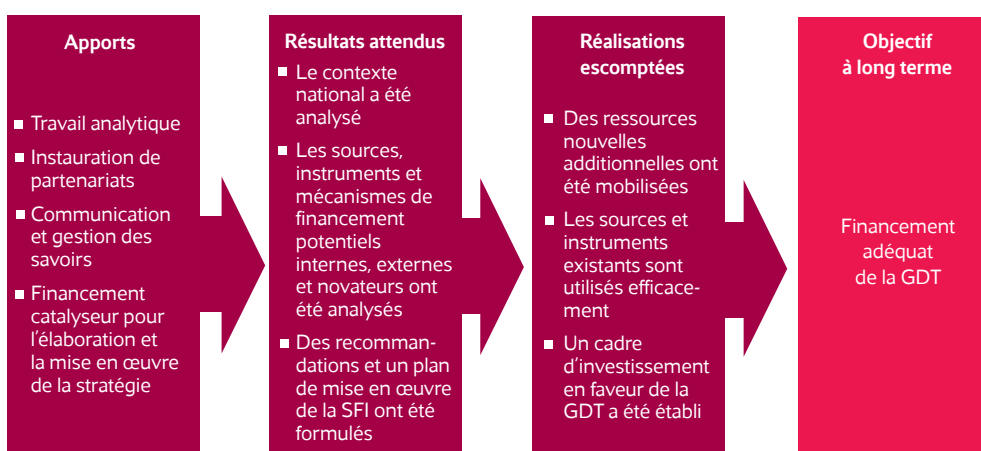 Apports
Travail analytique
Instauration de
partenariats
Communication
et gestion des
savoirs
Financement
catalyseur pour
l'élaboration et
la mise en œuvre
de la stratégie
Résultats attendus
Le contexte
national a été
analysé
Les sources,
instruments et
mécanismes de
financement
potentiels
internes, externes
et novateurs ont
été analysés
Des recomman-
dations et un plan
de mise en œuvre
de la SFI ont été
formulés
Réalisations
escomptées
Des ressources
nouvelles
additionnelles ont
été mobilisées
Les sources et
instruments
existants sont
utilisés efficace-
ment
Un cadre
d'investissement
en faveur de la
GDT a été établi
Objectif
à long terme
Financement
adéquat
de la GDT